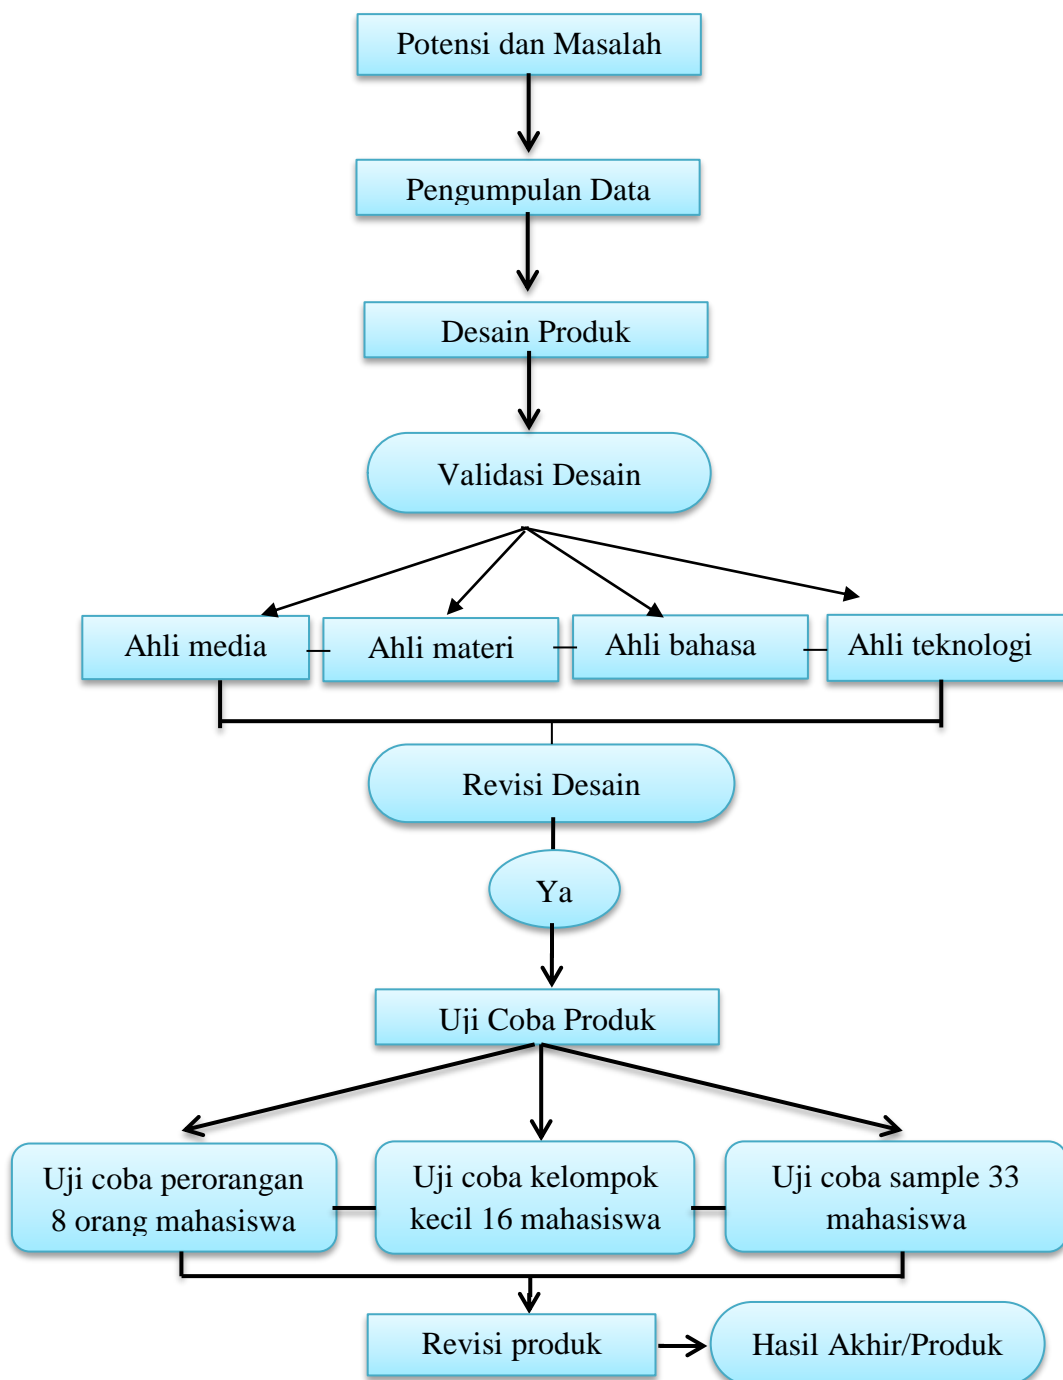 Potensi dan Masalah
Pengumpulan Data
Desain Produk
Validasi Desain
Ahli media
Ahli materi
Ahli bahasa
Ahli teknologi
Revisi Desain
Ya
Uji Coba Produk
Uji coba perorangan
8 orang mahasiswa
Uji coba kelompok
kecil 16 mahasiswa
Uji coba sample 33
mahasiswa
Revisi produk
Hasil Akhir/Produk